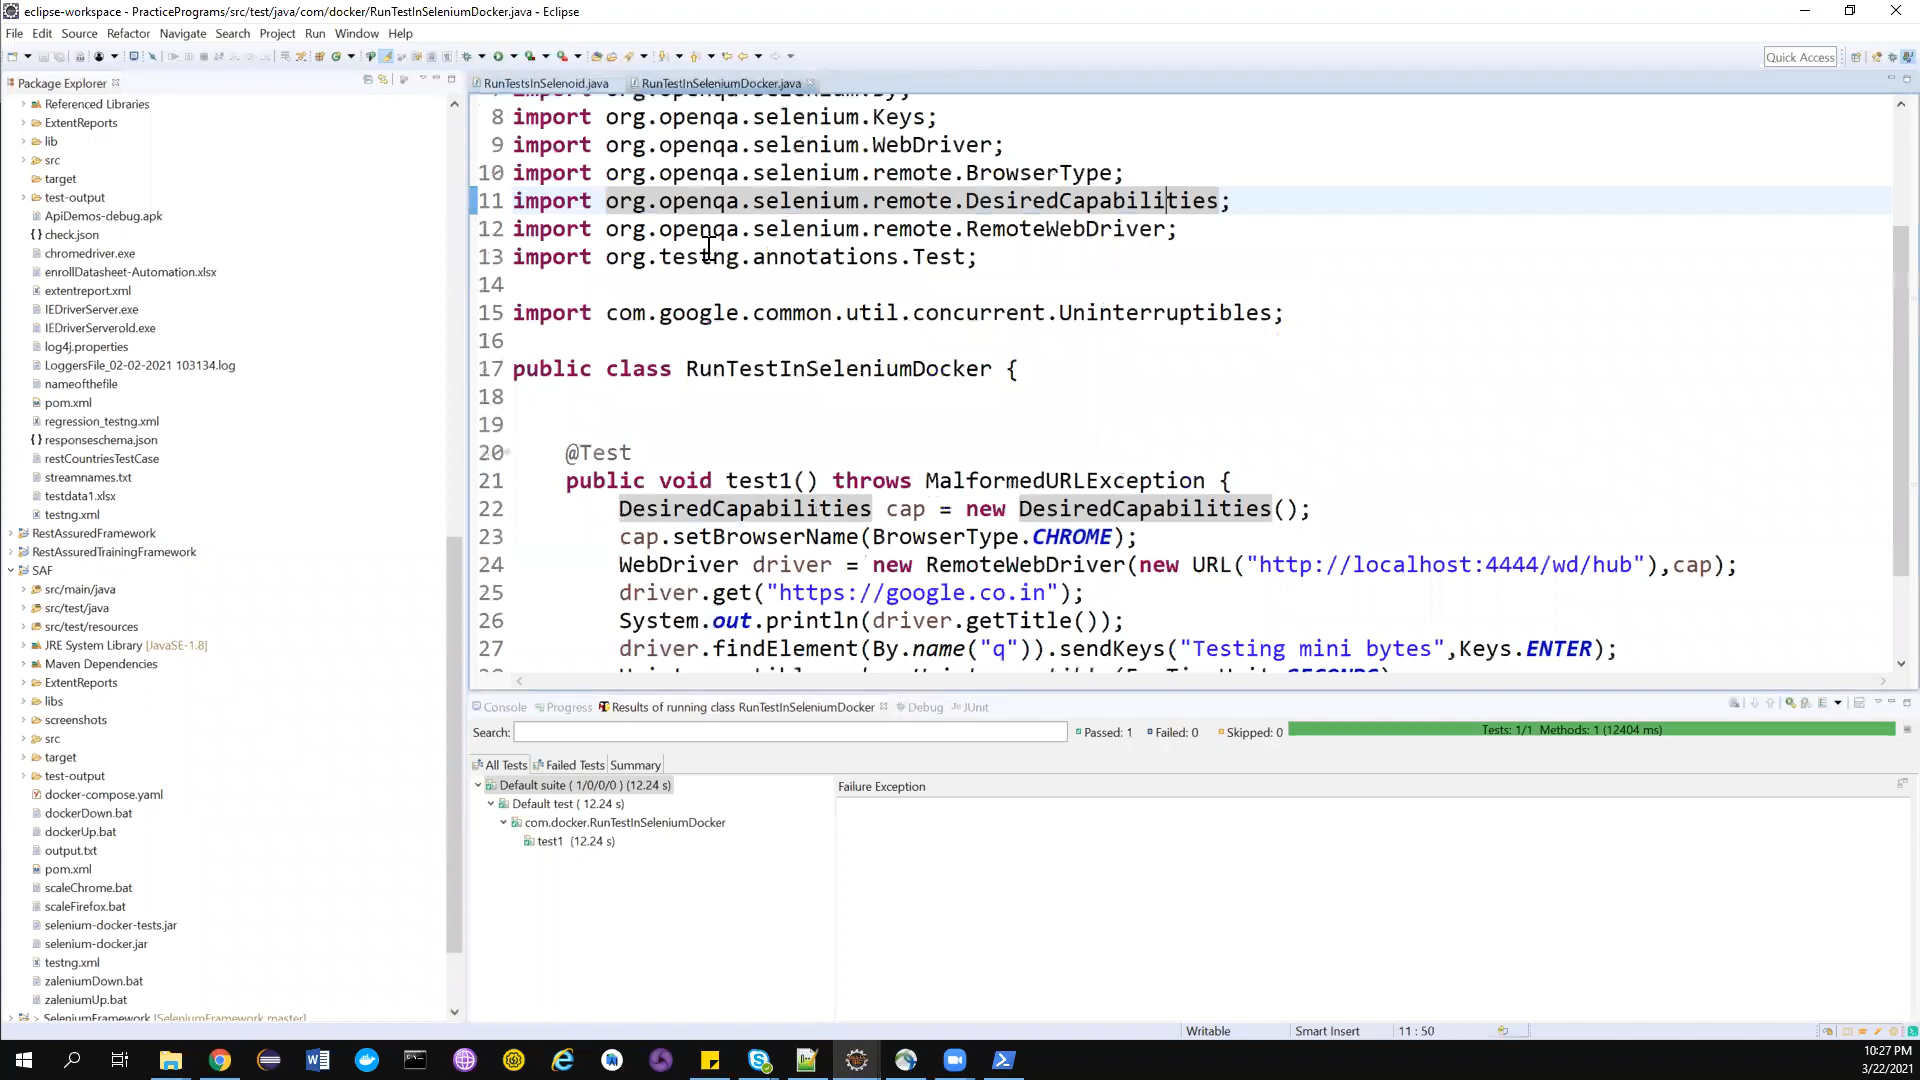 eclipse-workspace - PracticePrograms/src/test/java/com/docker/RunTestInSeleniumDocker.java - Eclipse
File Edit Source Refactor Navigate Search Project Run Window Help
Quick Access
Package Explorer
Referenced Libraries
ExtentReports
lib
src
target
test-output
ApiDemos-debug.apk
check.json
chromedriver.exe
enrollDatasheet-Automation.xlsx
extentreport.xml
IEDriverServer.exe
IEDriverServerold.exe
log4j.properties
LoggersFile_02-02-2021 103134.log
nameofthefile
pom.xml
regression_testng.xml
responseschema.json
restCountriesTestCase
streamnames.txt
testdata1.xlsx
testng.xml
RestAssuredFramework
RestAssuredTrainingFramework
SAF
src/main/java
src/test/java
src/test/resources
JRE System Library [JavaSE-1.8]
Maven Dependencies
ExtentReports
libs
screenshots
src
target
test-output
docker-compose.yaml
dockerDown.bat
dockerUp.bat
output.txt
pom.xml
scaleChrome.bat
scaleFirefox.bat
selenium-docker-tests.jar
selenium-docker.jar
testng.xml
zaleniumDown.bat
zaleniumUp.bat
> SeleniumFramework [SeleniumFramework master]
RunTestsInSelenoid.java RunTestInSeleniumDocker.java
8 import org.openqa.selenium.Keys;
9 import org.openqa.selenium.WebDriver;
10 import org.openqa.selenium.remote.BrowserType;
11 import org.openqa.selenium.remote.DesiredCapabilities;
12 import org.openqa.selenium.remote.RemoteWebDriver;
13 import org.testng.annotations.Test;
14
15 import com.google.common.util.concurrent.Uninterruptibles;
16
17 public class RunTestInSeleniumDocker {
18
19
20 @Test
21 public void test1() throws MalformedURLException {
22 DesiredCapabilities cap = new DesiredCapabilities();
23 cap.setBrowserName(BrowserType.CHROME);
24 WebDriver driver = new RemoteWebDriver(new URL("http://localhost:4444/wd/hub"),cap);
25 driver.get("https://google.co.in");
26 System.out.println(driver.getTitle());
27 driver.findElement(By.name("q")).sendKeys("Testing mini bytes",Keys.ENTER);
Console Progress Results of running class RunTestInSeleniumDocker Debug JUnit
Search: Passed: 1 Failed: 0 Skipped: 0 Tests: 1/1 Methods: 1 (12404 ms)
All Tests Failed Tests Summary
Default suite ( 1/0/0/0 ) (12.24 s)
Default test ( 12.24 s)
com.docker.RunTestInSeleniumDocker
test1 (12.24 s)
Failure Exception
Writable Smart Insert 11 : 50
10:27 PM
3/22/2021